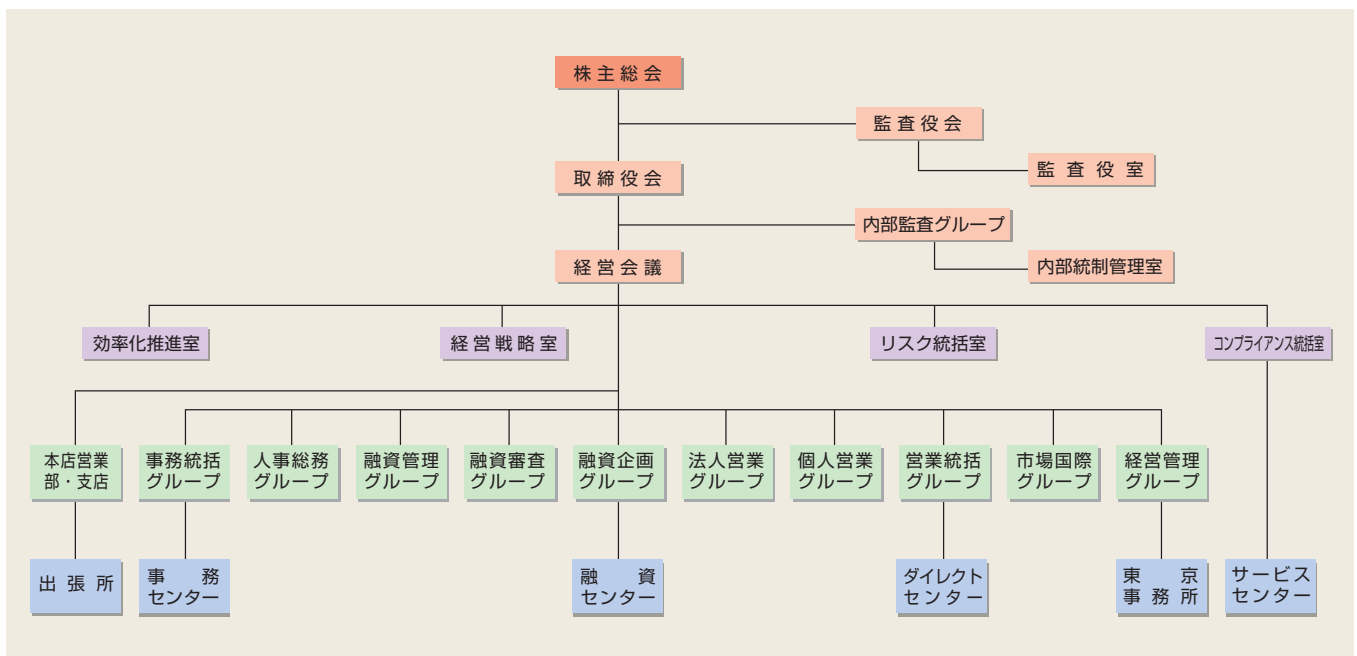 株主総会
監査役会
監査役室
取締役会
内部監査グループ
内部統制管理室
経営会議
効率化推進室
経営戦略室
リスク統括室
コンプライアンス統括室
本店営業
部・支店
事務統括
グループ
人事総務
グループ
融資管理
グループ
融資審査
グループ
融資企画
グループ
法人営業
グループ
個人営業
グループ
営業統括
グループ
市場国際
グループ
経営管理
グループ
出張所
事務
センター
融資
センター
ダイレクト
センター
東京
事務所
サービス
センター